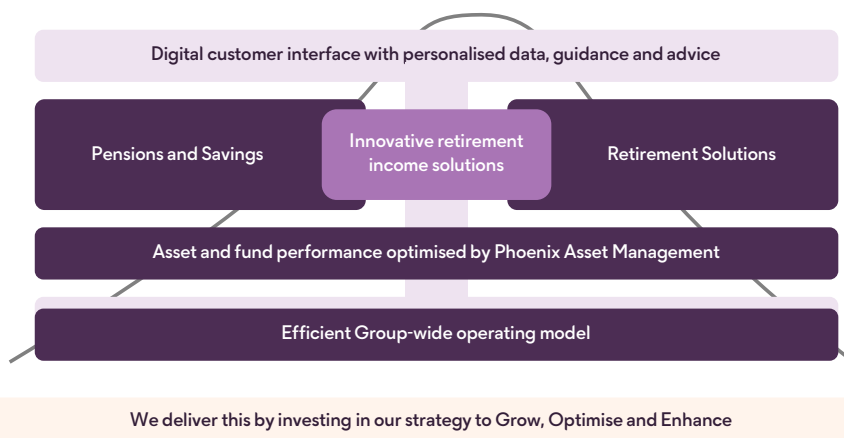 Digital customer interface with personalised data, guidance and advice
Pensions and Savings
Innovative retirement
income solutions
Retirement Solutions
Asset and fund performance optimised by Phoenix Asset Management
Efficient Group-wide operating model
We deliver this by investing in our strategy to Grow, Optimise and Enhance